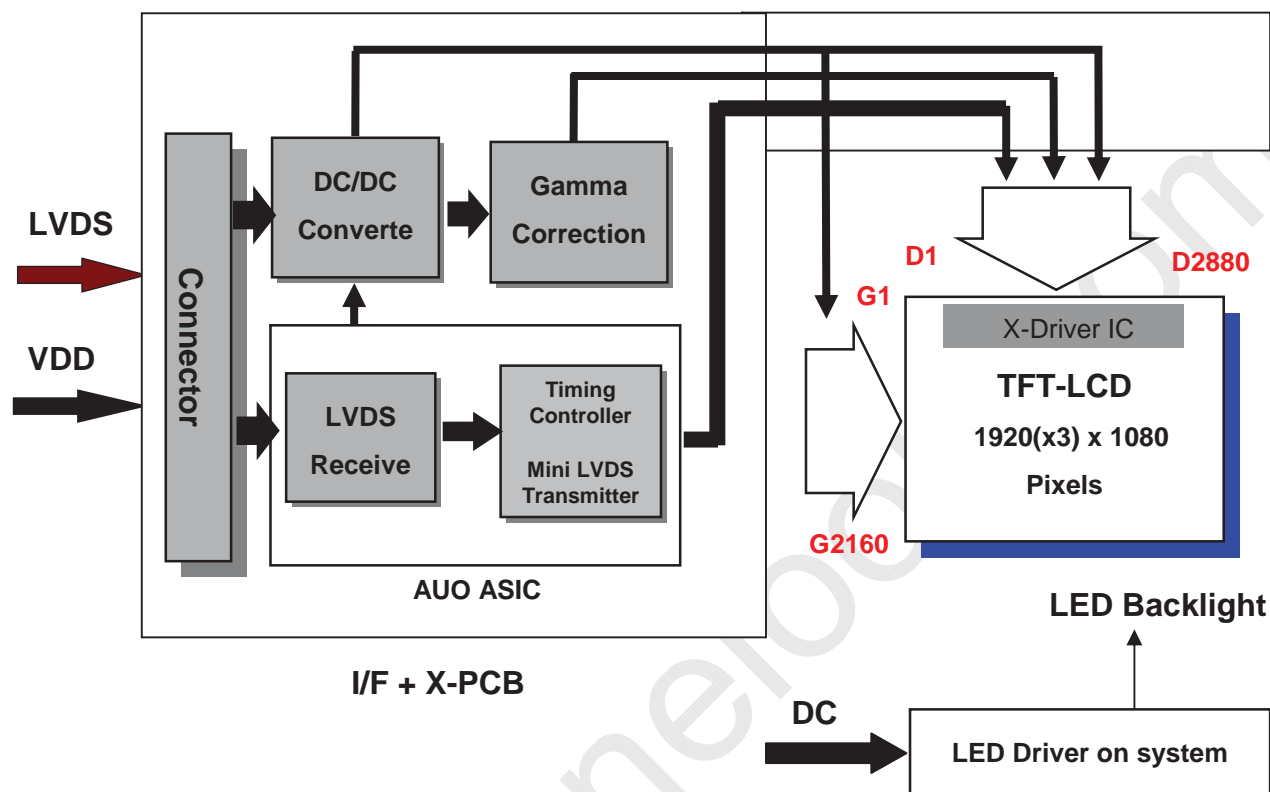 LVDS
VDD
Connector
DC/DC
Converte
Gamma
Correction
LVDS
Receive
Timing
Controller
Mini LVDS
Transmitter
AUO ASIC
I/F + X-PCB
D1
D2880
G1
G2160
X-Driver IC
TFT-LCD
1920(x3) x 1080
Pixels
LED Backlight
DC
LED Driver on system